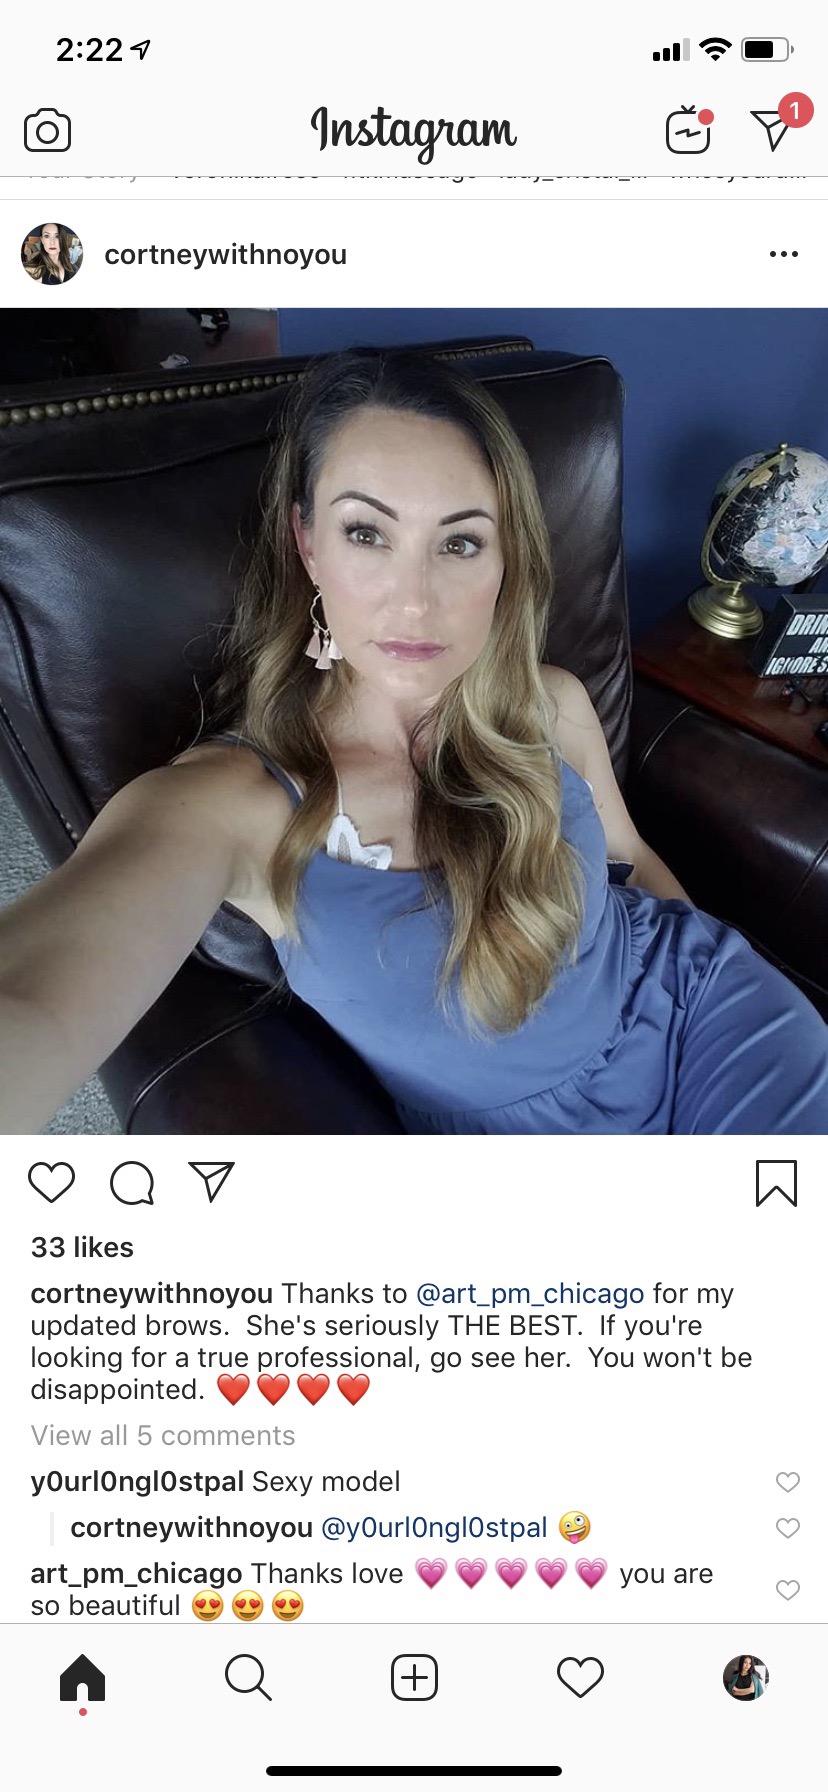 2:22
Instagram
1
cortneywithnoyou
IGNORE
33 likes
cortneywithnoyou Thanks to @art_pm_chicago for my
updated brows.  She's seriously THE BEST.  If you're
looking for a true professional, go see her.  You won't be
disappointed. ❤️❤️❤️❤️
View all 5 comments
y0url0ngl0stpal Sexy model
cortneywithnoyou @y0url0ngl0stpal 🤪
art_pm_chicago Thanks love 💗💗💗💗💗 you are
so beautiful 😍😍😍